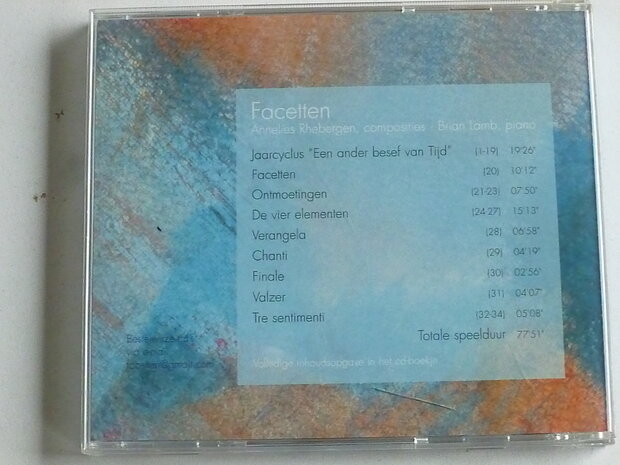 Facetten
Annelies Rhebergen, composities - Brian Lamb, piano
Jaarcyclus "Een ander besef van Tijd" (1-19) 19'26"
Facetten (20) 10'12"
Ontmoetingen (21-23) 07'50"
De vier elementen (24-27) 15'13"
Verangela (28) 06'58"
Chanti (29) 04'19"
Finale (30) 02'56"
Valzer (31) 04'07"
Tre sentimenti (32-34) 05'08"
Totale speelduur 77'51"
Volledige inhoudsopgave in het cd-boekje
via